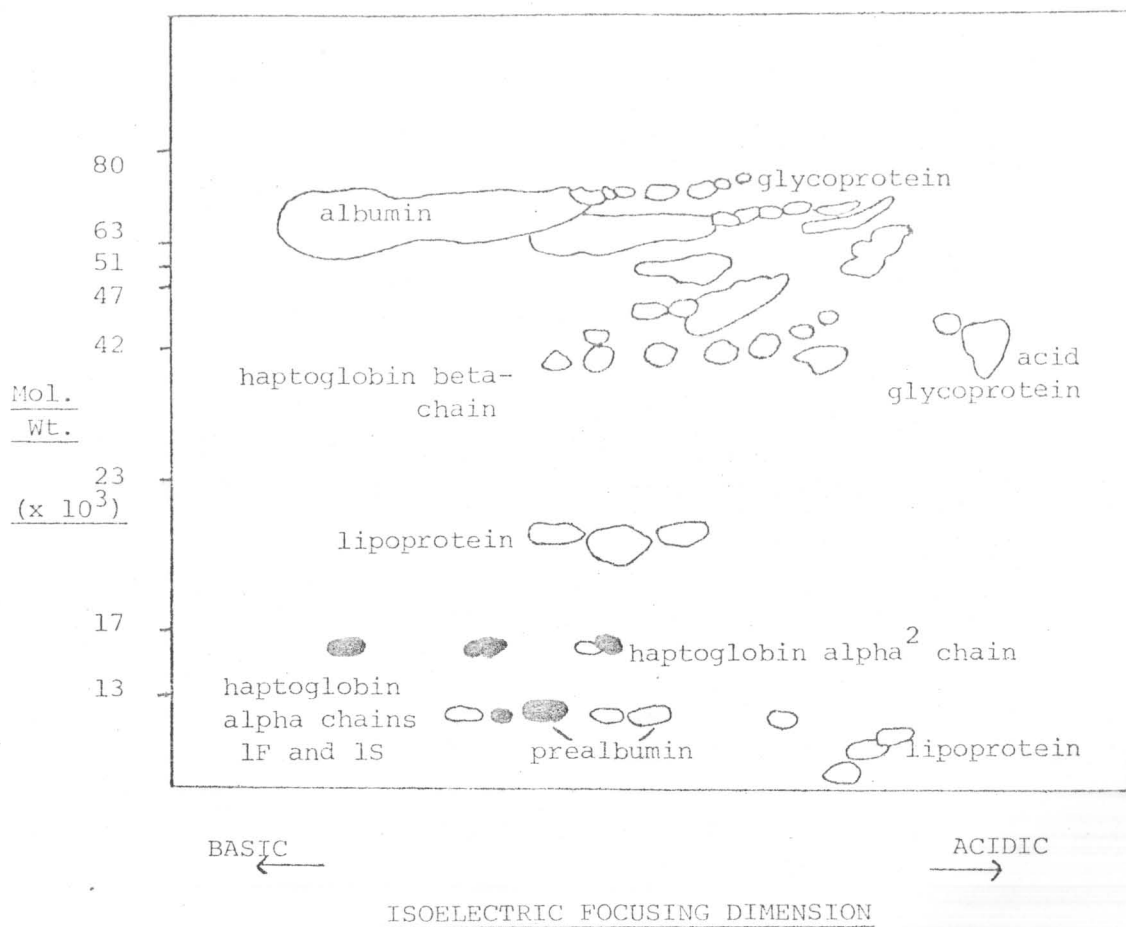 80
glycoprotein
albumin
63
51
47
42
haptoglobin beta-
chain
acid
glycoprotein
Mol.
Wt.
(x 10³)
23
lipoprotein
17
haptoglobin alpha² chain
13
haptoglobin
alpha chains
1F and 1S
prealbumin
lipoprotein
BASIC
ACIDIC
ISOELECTRIC FOCUSING DIMENSION